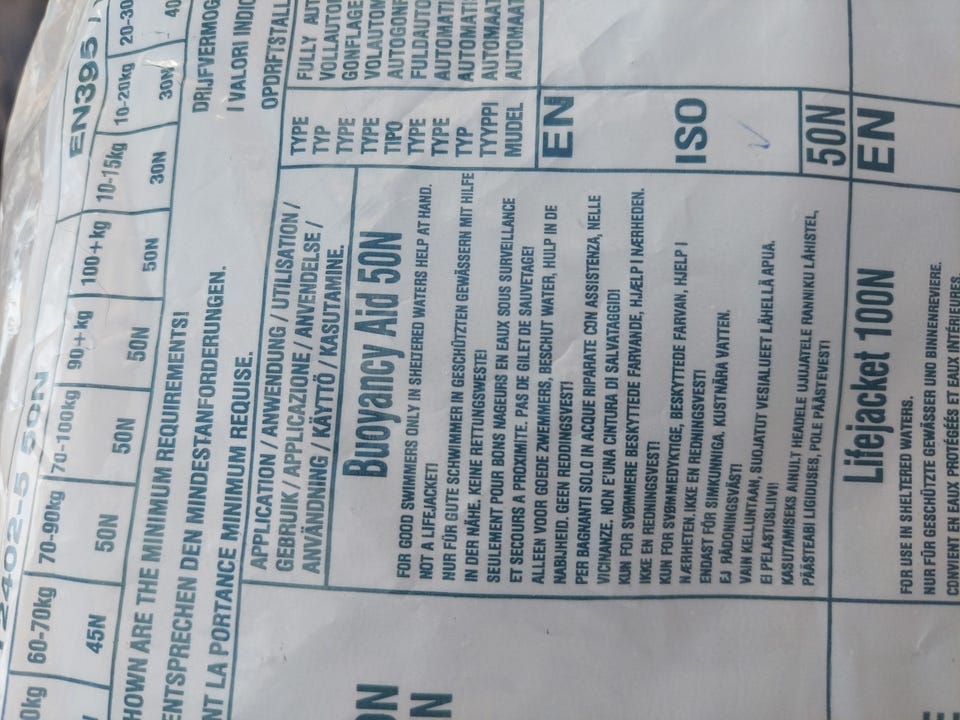 2402-5 50N EN395
0kg 60-70kg 70-90kg 70-100kg 90+kg 100+kg 10-15kg 10-20kg 20-30
45N 50N 50N 50N 50N 30N 30N 40
HOWN ARE THE MINIMUM REQUIREMENTS!
ENTSPRECHEN DEN MINDESTANFORDERUNGEN.
NT LA PORTANCE MINIMUM REQUISE.
DRIJFVERMOG
I VALORI INDIC
OPDRIFTSTALL
APPLICATION / ANWENDUNG / UTILISATION /
GEBRUIK / APPLICAZIONE / ANVENDELSE /
ANVÄNDNING / KÄYTTÖ / KASUTAMINE.
TYPE FULLY AUT
TYP VOLLAUTOM
TYPE GONFLAGE
TYPE VOLAUTOM
TIPO AUTOGONF
TYPE FULDAUTO
TYPE AUTOMATI
TYP AUTOMATI
TYYPPI AUTOMAAT
MUDEL AUTOMAAT
Buoyancy Aid 50N
FOR GOOD SWIMMERS ONLY IN SHELTERED WATERS HELP AT HAND.
NOT A LIFEJACKET!
NUR FÜR GUTE SCHWIMMER IN GESCHÜTZTEN GEWÄSSERN MIT HILFE
IN DER NÄHE. KEINE RETTUNGSWESTE!
SEULEMENT POUR BONS NAGEURS EN EAUX SOUS SURVEILLANCE
ET SECOURS A PROXIMITE. PAS DE GILET DE SAUVETAGE!
ALLEEN VOOR GOEDE ZWEMMERS, BESCHUT WATER, HULP IN DE
NABIJHEID. GEEN REDDINGSVEST!
PER BAGNANTI SOLO IN ACQUE RIPARATE CON ASSISTENZA, NELLE
VICINANZE. NON E'UNA CINTURA DI SALVATAGGIO!
KUN FOR SVØMMERE BESKYTTEDE FARVANDE, HJÆLP I NÆRHEDEN.
IKKE EN REDNINGSVEST!
KUN FOR SVØMMEDYKTIGE, BESKYTTEDE FARVAN, HJELP I
NÆRHETEN. IKKE EN REDNINGSVEST!
ENDAST FÖR SIMKUNNIGA, KUSTNÄRA VATTEN.
EJ RÄDDNINGSVÄST!
VAIN KELUNTAAN, SUOJATUT VESIALUEET LÄHELLÄ APUA.
EI PELASTUSLIIVI!
KASUTAMISEKS AINULT HEADELE UJUJATELE RANNIKU LÄHISTEL,
PÄÄSTEABI LIGIDUSES, POLE PÄÄSTEVEST!
EN
ISO
50N
ON
N
Lifejacket 100N
EN
FOR USE IN SHELTERED WATERS.
NUR FÜR GESCHÜTZTE GEWÄSSER UND BINNENREVIERE.
CONVIENT EN EAUX PROTÉGÉES ET EAUX INTÉRIEURES.